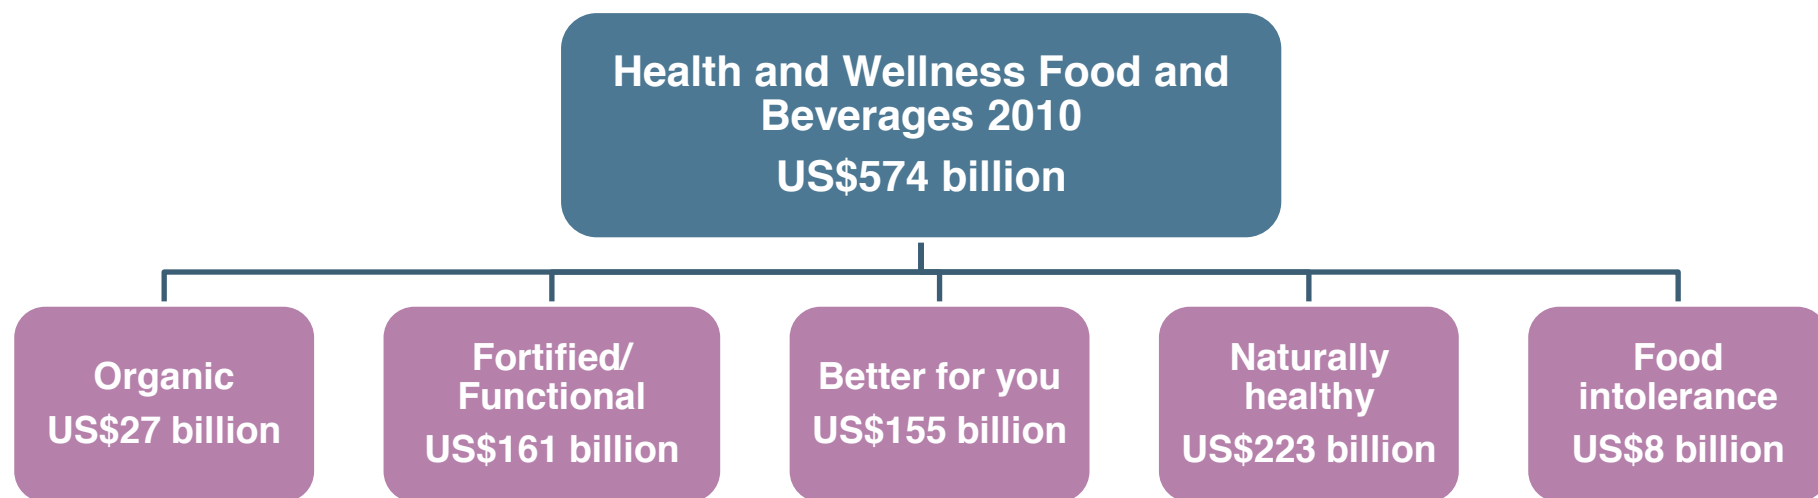 Health and Wellness Food and
Beverages 2010
US$574 billion
Organic
US$27 billion
Fortified/
Functional
US$161 billion
Better for you
US$155 billion
Naturally
healthy
US$223 billion
Food
intolerance
US$8 billion